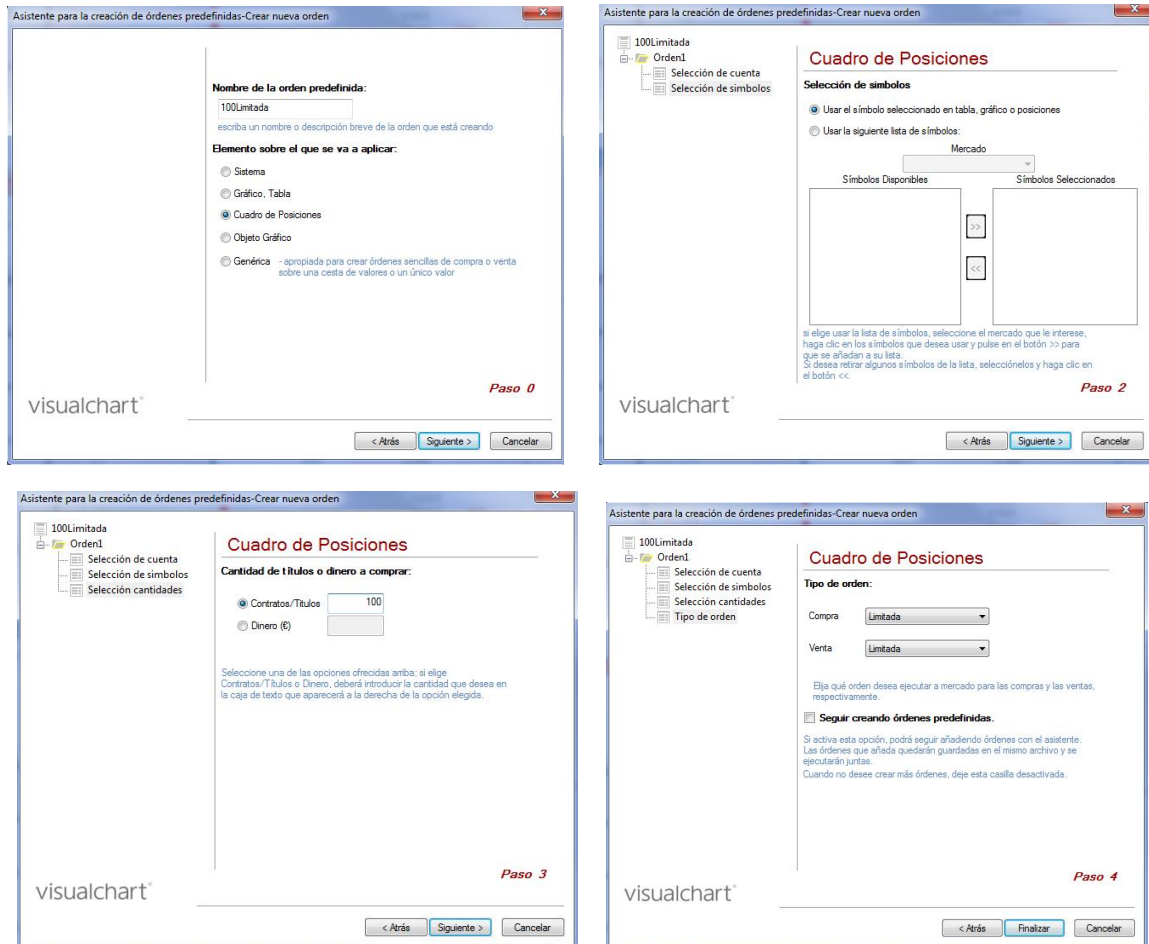 Asistente para la creación de órdenes predefinidas-Crear nueva orden
Nombre de la orden predefinida:
100Limitada
escriba un nombre o descripción breve de la orden que está creando
Elemento sobre el que se va a aplicar:
Sistema
Gráfico, Tabla
Cuadro de Posiciones
Objeto Gráfico
Genérica - apropiada para crear órdenes sencillas de compra o venta
sobre una cesta de valores o un único valor
Paso 0
visualchart
< Atrás Siguiente > Cancelar
Asistente para la creación de órdenes predefinidas-Crear nueva orden
100Limitada
Orden1
Selección de cuenta
Selección de simbolos
Cuadro de Posiciones
Selección de simbolos
Usar el símbolo seleccionado en tabla, gráfico o posiciones
Usar la siguiente lista de símbolos:
Mercado
Símbolos Disponibles Símbolos Seleccionados
>>
<<
si elige usar la lista de símbolos, seleccione el mercado que le interese,
haga clic en los símbolos que desea usar y pulse en el botón >> para
que se añadan a su lista.
Si desea retirar algunos símbolos de la lista, selecciónelos y haga clic en
el botón <<.
Paso 2
visualchart
< Atrás Siguiente > Cancelar
Asistente para la creación de órdenes predefinidas-Crear nueva orden
100Limitada
Orden1
Selección de cuenta
Selección de simbolos
Selección cantidades
Cuadro de Posiciones
Cantidad de títulos o dinero a comprar:
Contratos/Títulos 100
Dinero (€)
Seleccione una de las opciones ofrecidas arriba; si elige
Contratos/Títulos o Dinero, deberá introducir la cantidad que desea en
la caja de texto que aparecerá a la derecha de la opción elegida.
Paso 3
visualchart
< Atrás Siguiente > Cancelar
Asistente para la creación de órdenes predefinidas-Crear nueva orden
100Limitada
Orden1
Selección de cuenta
Selección de simbolos
Selección cantidades
Tipo de orden
Cuadro de Posiciones
Tipo de orden:
Compra Limitada
Venta Limitada
Elija qué orden desea ejecutar a mercado para las compras y las ventas,
respectivamente.
Seguir creando órdenes predefinidas.
Si activa esta opción, podrá seguir añadiendo órdenes con el asistente.
Las órdenes que añada quedarán guardadas en el mismo archivo y se
ejecutarán juntas.
Cuando no desee crear más órdenes, deje esta casilla desactivada.
Paso 4
visualchart
< Atrás Finalizar Cancelar